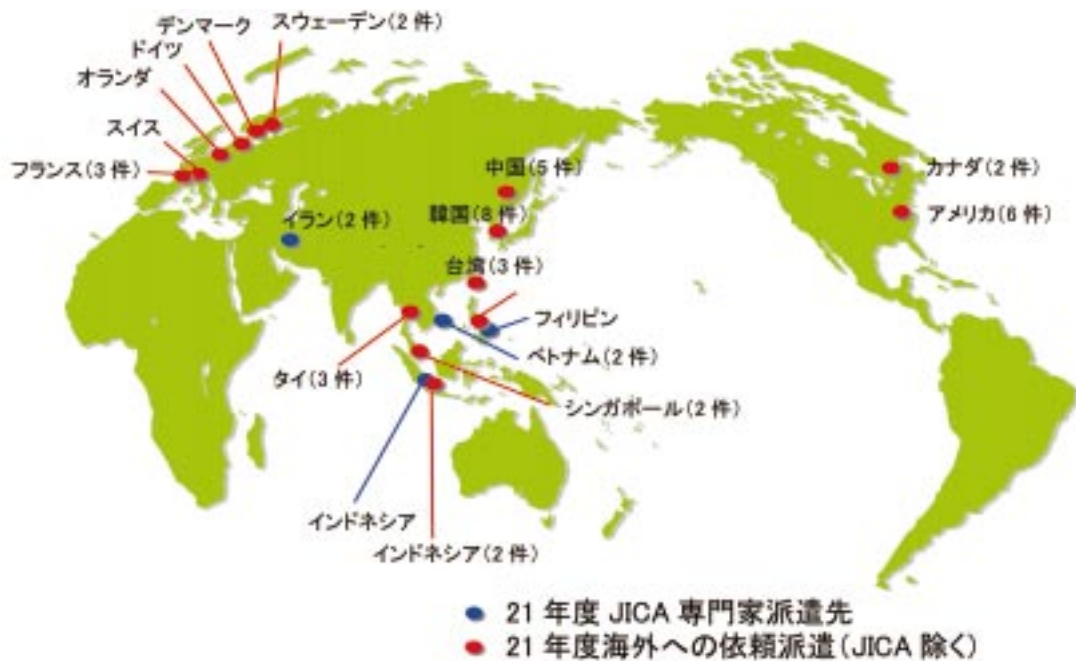 デンマーク
スウェーデン(2 件)
ドイツ
オランダ
スイス
フランス(3 件)
中国(5 件)
カナダ(2 件)
イラン(2 件)
韓国(8 件)
アメリカ(6 件)
台湾(3 件)
フィリピン
ベトナム(2 件)
タイ(3 件)
シンガポール(2 件)
インドネシア
インドネシア(2 件)
21 年度 JICA 専門家派遣先
21 年度海外への依頼派遣(JICA 除く)